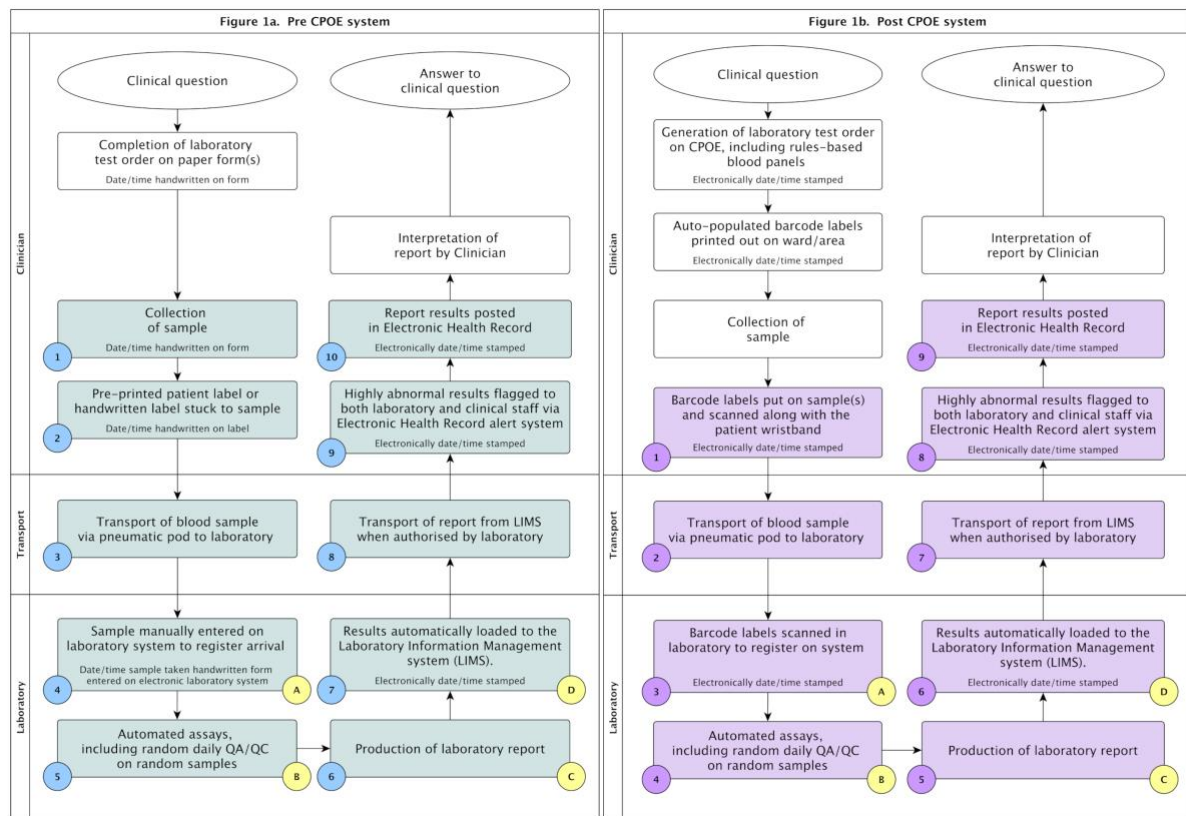 Figure 1a. Pre CPOE system
Clinician
Clinical question
Completion of laboratory
test order on paper form(s)
Date/time handwritten on form
Collection
of sample
Date/time handwritten on form
1
Pre-printed patient label or
handwritten label stuck to sample
Date/time handwritten on label
2
Answer to
clinical question
Interpretation of
report by Clinician
Report results posted
in Electronic Health Record
Electronically date/time stamped
10
Highly abnormal results flagged to
both laboratory and clinical staff via
Electronic Health Record alert system
Electronically date/time stamped
9
Transport
Transport of blood sample
via pneumatic pod to laboratory
3
Transport of report from LIMS
when authorised by laboratory
8
Laboratory
Sample manually entered on
laboratory system to register arrival
Date/time sample taken handwritten form
entered on electronic laboratory system
4
A
Automated assays,
including random daily QA/QC
on random samples
5
B
Results automatically loaded to the
Laboratory Information Management
system (LIMS).
Electronically date/time stamped
7
D
Production of laboratory report
6
C
Figure 1b. Post CPOE system
Clinician
Clinical question
Generation of laboratory test order
on CPOE, including rules-based
blood panels
Electronically date/time stamped
Auto-populated barcode labels
printed out on ward/area
Electronically date/time stamped
Collection of
sample
Barcode labels put on sample(s)
and scanned along with the
patient wristband
Electronically date/time stamped
1
Answer to
clinical question
Interpretation of
report by Clinician
Report results posted
in Electronic Health Record
Electronically date/time stamped
9
Highly abnormal results flagged to
both laboratory and clinical staff via
Electronic Health Record alert system
Electronically date/time stamped
8
Transport
Transport of blood sample
via pneumatic pod to laboratory
2
Transport of report from LIMS
when authorised by laboratory
7
Laboratory
Barcode labels scanned in
laboratory to register on system
Electronically date/time stamped
3
A
Automated assays,
including random daily QA/QC
on random samples
4
B
Results automatically loaded to the
Laboratory Information Management
system (LIMS).
Electronically date/time stamped
6
D
Production of laboratory report
5
C